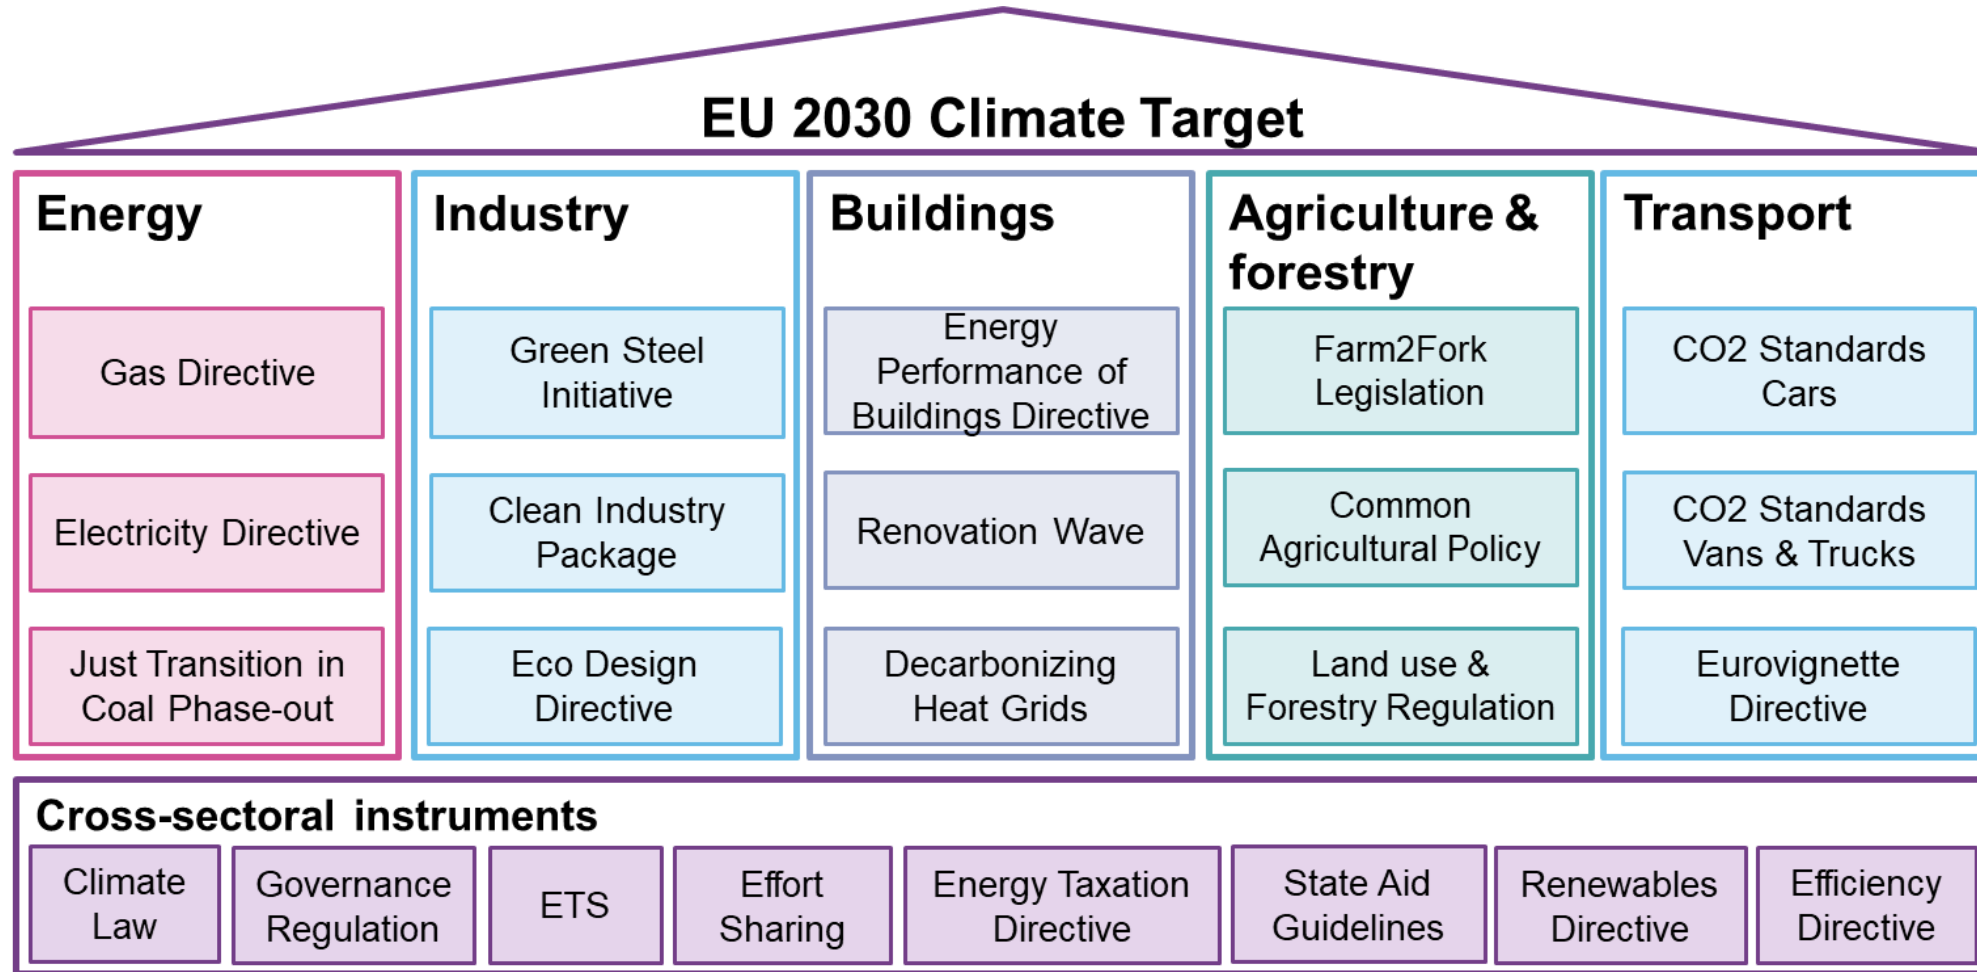 EU 2030 Climate Target
Energy
Gas Directive
Electricity Directive
Just Transition in
Coal Phase-out
Industry
Green Steel
Initiative
Clean Industry
Package
Eco Design
Directive
Buildings
Energy
Performance of
Buildings Directive
Renovation Wave
Decarbonizing
Heat Grids
Agriculture &
forestry
Farm2Fork
Legislation
Common
Agricultural Policy
Land use &
Forestry Regulation
Transport
CO2 Standards
Cars
CO2 Standards
Vans & Trucks
Eurovignette
Directive
Cross-sectoral instruments
Climate
Law
Governance
Regulation
ETS
Effort
Sharing
Energy Taxation
Directive
State Aid
Guidelines
Renewables
Directive
Efficiency
Directive